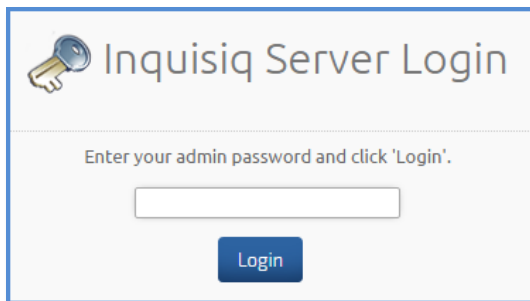 Inquisiq Server Login
Enter your admin password and click 'Login'.
Login